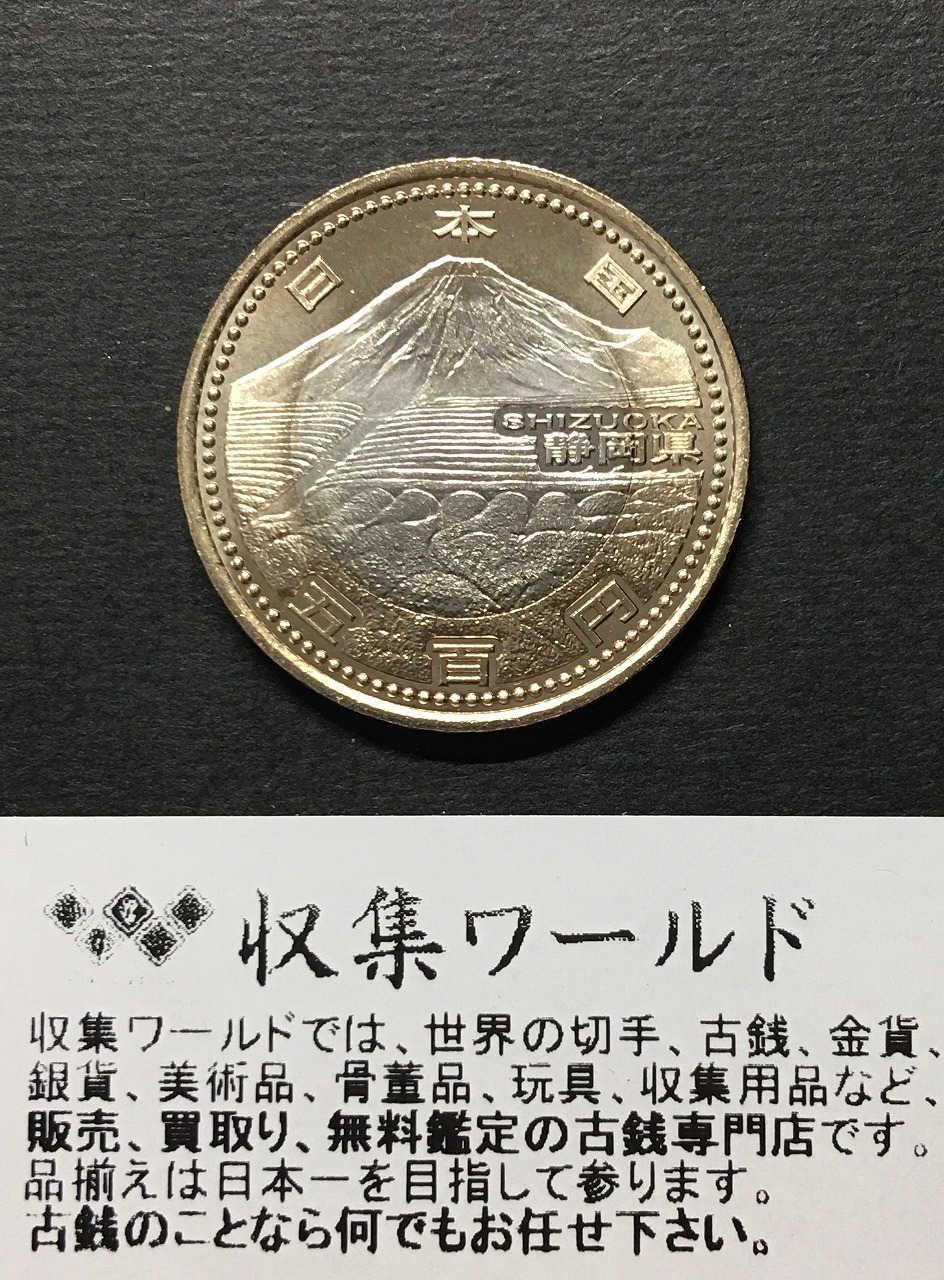 日本国
SHIZUOKA
静岡県
五百円
収集ワールド
収集ワールドでは、世界の切手、古銭、金貨、
銀貨、美術品、骨董品、玩具、収集用品など、
販売、買取り、無料鑑定の古銭専門店です。
品揃えは日本一を目指して参ります。
古銭のことなら何でもお任せ下さい。